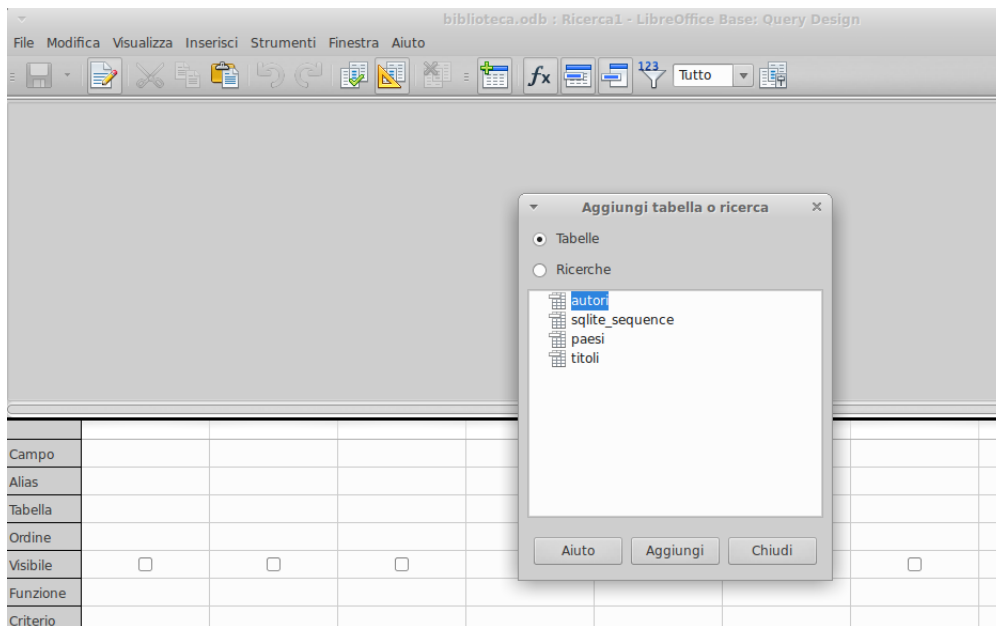 biblioteca.odb : Ricerca1 - LibreOffice Base: Query Design
File Modifica Visualizza Inserisci Strumenti Finestra Aiuto
fx 123 Tutto
Aggiungi tabella o ricerca
Tabelle
Ricerche
autori
sqlite_sequence
paesi
titoli
Aiuto Aggiungi Chiudi
Campo
Alias
Tabella
Ordine
Visibile
Funzione
Criterio